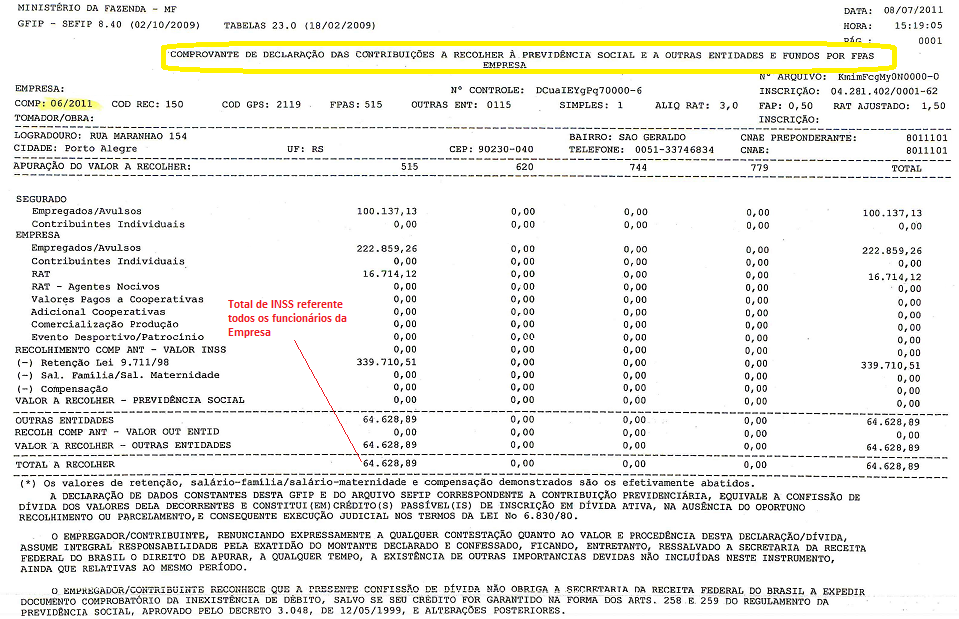 MINISTÉRIO DA FAZENDA - MF DATA: 08/07/2011
GFIP - SEFIP 8.40 (02/10/2009) TABELAS 23.0 (18/02/2009) HORA: 15:19:05
PÁG : 0001
COMPROVANTE DE DECLARAÇÃO DAS CONTRIBUIÇÕES A RECOLHER À PREVIDÊNCIA SOCIAL E A OUTRAS ENTIDADES E FUNDOS POR FPAS
EMPRESA
Nº ARQUIVO: KmimFcgMy0N0000-0
EMPRESA: Nº CONTROLE: DCuaIEYgPq70000-6 INSCRIÇÃO: 04.281.402/0001-62
COMP: 06/2011 COD REC: 150 COD GPS: 2119 FPAS: 515 OUTRAS ENT: 0115 SIMPLES: 1 ALIQ RAT: 3,0 FAP: 0,50 RAT AJUSTADO: 1,50
TOMADOR/OBRA: INSCRIÇÃO:
LOGRADOURO: RUA MARANHAO 154 BAIRRO: SAO GERALDO CNAE PREPONDERANTE: 8011101
CIDADE: Porto Alegre UF: RS CEP: 90230-040 TELEFONE: 0051-33746834 CNAE: 8011101
APURAÇÃO DO VALOR A RECOLHER: 515 620 744 779 TOTAL
SEGURADO
Empregados/Avulsos 100.137,13 0,00 0,00 0,00 100.137,13
Contribuintes Individuais 0,00 0,00 0,00 0,00 0,00
EMPRESA
Empregados/Avulsos 222.859,26 0,00 0,00 0,00 222.859,26
Contribuintes Individuais 0,00 0,00 0,00 0,00 0,00
RAT 16.714,12 0,00 0,00 0,00 16.714,12
RAT - Agentes Nocivos 0,00 0,00 0,00 0,00 0,00
Valores Pagos a Cooperativas 0,00 0,00 0,00 0,00 0,00
Adicional Cooperativas 0,00 0,00 0,00 0,00 0,00
Comercialização Produção 0,00 0,00 0,00 0,00 0,00
Evento Desportivo/Patrocínio 0,00 0,00 0,00 0,00 0,00
RECOLHIMENTO COMP ANT - VALOR INSS 0,00 0,00 0,00 0,00 0,00
(-) Retenção Lei 9.711/98 339.710,51 0,00 0,00 0,00 339.710,51
(-) Sal. Família/Sal. Maternidade 0,00 0,00 0,00 0,00 0,00
(-) Compensação 0,00 0,00 0,00 0,00 0,00
VALOR A RECOLHER - PREVIDÊNCIA SOCIAL 0,00 0,00 0,00 0,00 0,00
Total de INSS referente
todos os funcionários da
Empresa
OUTRAS ENTIDADES 64.628,89 0,00 0,00 0,00 64.628,89
RECOLH COMP ANT - VALOR OUT ENTID 0,00 0,00 0,00 0,00 0,00
VALOR A RECOLHER - OUTRAS ENTIDADES 64.628,89 0,00 0,00 0,00 64.628,89
TOTAL A RECOLHER 64.628,89 0,00 0,00 0,00 64.628,89
(*) Os valores de retenção, salário-família/salário-maternidade e compensação demonstrados são os efetivamente abatidos.
A DECLARAÇÃO DE DADOS CONSTANTES DESTA GFIP E DO ARQUIVO SEFIP CORRESPONDENTE A CONTRIBUIÇÃO PREVIDENCIÁRIA, EQUIVALE A CONFISSÃO DE
DÍVIDA DOS VALORES DELA DECORRENTES E CONSTITUI(EM)CRÉDITO(S) PASSÍVEL(IS) DE INSCRIÇÃO EM DÍVIDA ATIVA, NA AUSÊNCIA DO OPORTUNO
RECOLHIMENTO OU PARCELAMENTO,E CONSEQUENTE EXECUÇÃO JUDICIAL NOS TERMOS DA LEI No 6.830/80.
O EMPREGADOR/CONTRIBUINTE, RENUNCIANDO EXPRESSAMENTE A QUALQUER CONTESTAÇÃO QUANTO AO VALOR E PROCEDÊNCIA DESTA DECLARAÇÃO/DÍVIDA,
ASSUME INTEGRAL RESPONSABILIDADE PELA EXATIDÃO DO MONTANTE DECLARADO E CONFESSADO, FICANDO, ENTRETANTO, RESSALVADO A SECRETARIA DA RECEITA
FEDERAL DO BRASIL O DIREITO DE APURAR, A QUALQUER TEMPO, A EXISTÊNCIA DE OUTRAS IMPORTANCIAS DEVIDAS NÃO INCLUÍDAS NESTE INSTRUMENTO,
AINDA QUE RELATIVAS AO MESMO PERÍODO.
O EMPREGADOR/CONTRIBUINTE RECONHECE QUE A PRESENTE CONFISSÃO DE DÍVIDA NÃO OBRIGA A SECRETARIA DA RECEITA FEDERAL DO BRASIL A EXPEDIR
DOCUMENTO COMPROBATÓRIO DA INEXISTÊNCIA DE DÉBITO, SALVO SE SEU CRÉDITO FOR GARANTIDO NA FORMA DOS ARTS. 258 E 259 DO REGULAMENTO DA
PREVIDÊNCIA SOCIAL, APROVADO PELO DECRETO 3.048, DE 12/05/1999, E ALTERAÇÕES POSTERIORES.